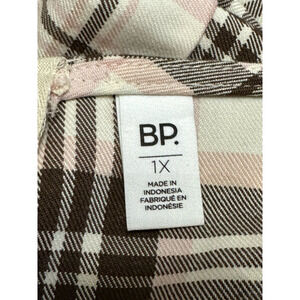 BP.
1X
MADE IN
INDONESIA
FABRIQUÉ EN
INDONÉSIE